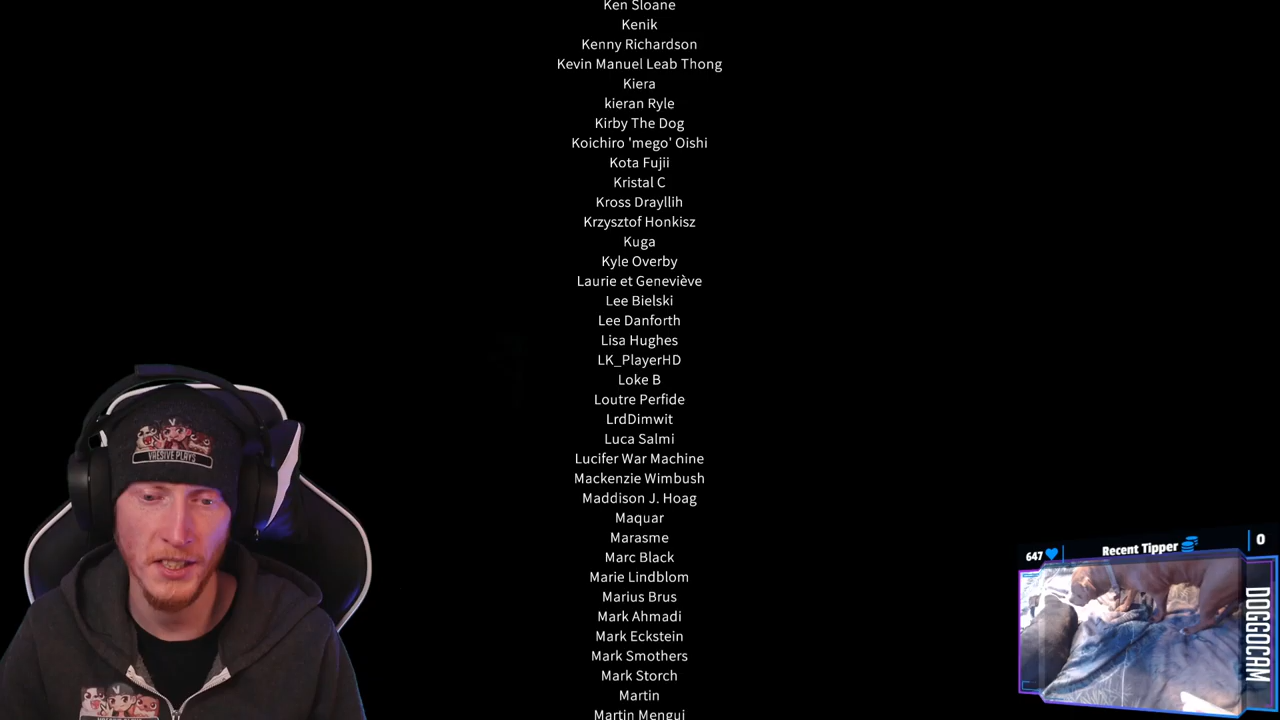 Ken Sloane
Kenik
Kenny Richardson
Kevin Manuel Leab Thong
Kiera
kieran Ryle
Kirby The Dog
Koichiro 'mego' Oishi
Kota Fujii
Kristal C
Kross Drayllih
Krzysztof Honkisz
Kuga
Kyle Overby
Laurie et Geneviève
Lee Bielski
Lee Danforth
Lisa Hughes
LK_PlayerHD
Loke B
Loutre Perfide
LrdDimwit
Luca Salmi
Lucifer War Machine
Mackenzie Wimbush
Maddison J. Hoag
Maquar
Marasme
Marc Black
Marie Lindblom
Marius Brus
Mark Ahmadi
Mark Eckstein
Mark Smothers
Mark Storch
Martin
Martin Mengui
VAESIVE PLAYS
647
Recent Tipper
0
DOGGOCAM